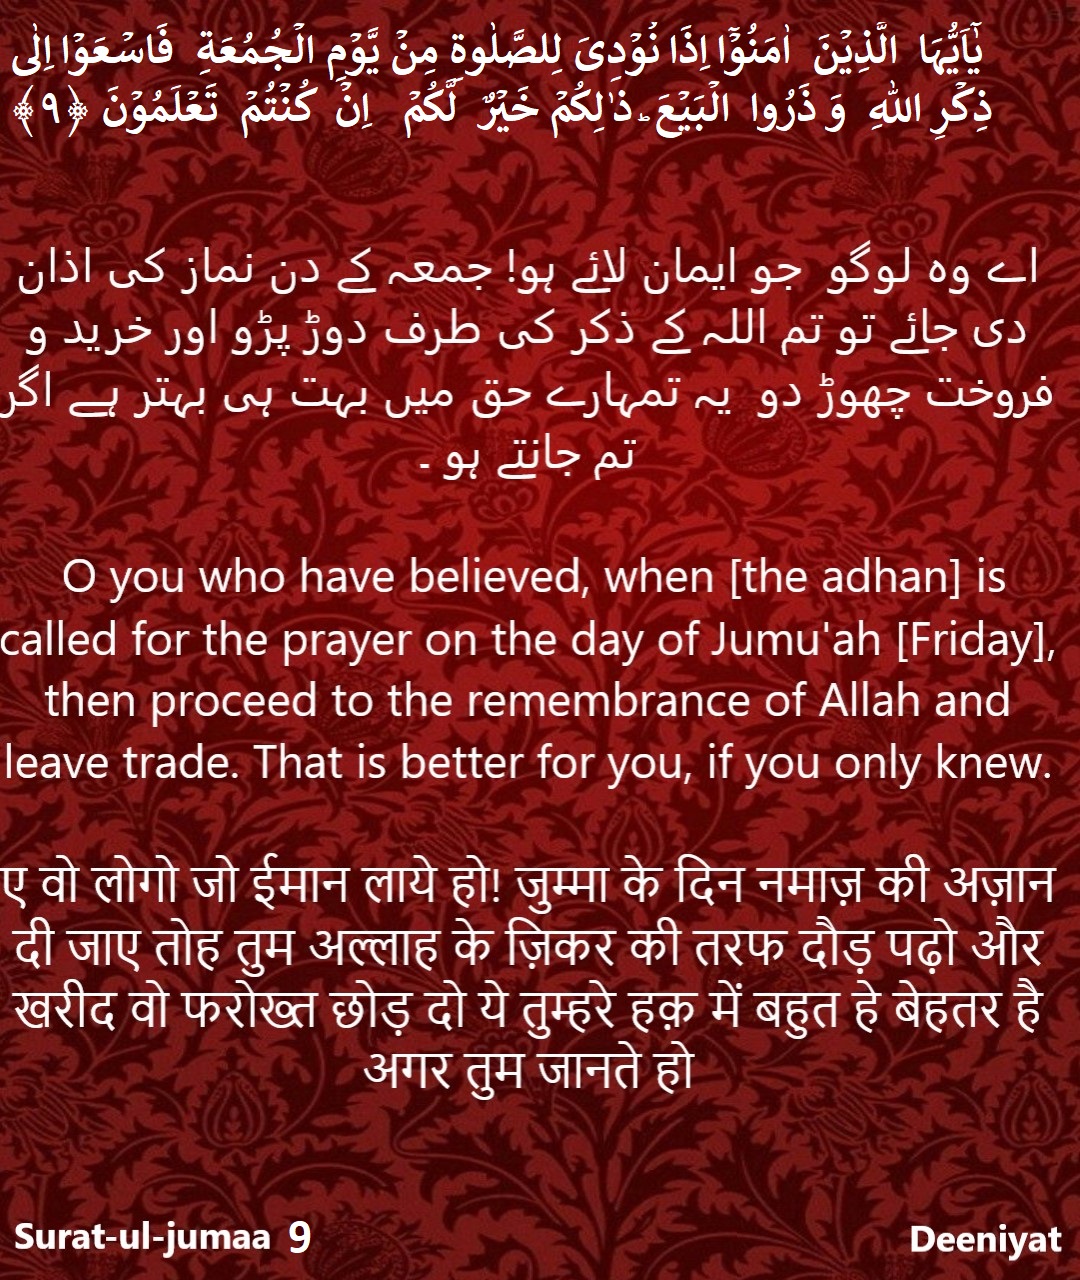 يٰۤاَيُّهَا الَّذِيۡنَ اٰمَنُوۡۤا اِذَا نُوۡدِىَ لِلصَّلٰوةِ مِنۡ يَّوۡمِ الۡجُمُعَةِ فَاسۡعَوۡا اِلٰى
ذِكۡرِ اللّٰهِ وَ ذَرُوا الۡبَيۡعَ‌ ؕ ذٰ لِكُمۡ خَيۡرٌ لَّكُمۡ اِنۡ كُنۡتُمۡ تَعۡلَمُوۡنَ ﴿۹﴾
اے وہ لوگو جو ایمان لائے ہو! جمعہ کے دن نماز کی اذان
دی جائے تو تم اللہ کے ذکر کی طرف دوڑ پڑو اور خرید و
فروخت چھوڑ دو یہ تمہارے حق میں بہت ہی بہتر ہے اگر
تم جانتے ہو ۔
O you who have believed, when [the adhan] is
called for the prayer on the day of Jumu'ah [Friday],
then proceed to the remembrance of Allah and
leave trade. That is better for you, if you only knew.
ए वो लोगो जो ईमान लाये हो! जुम्मा के दिन नमाज़ की अज़ान
दी जाए तोह तुम अल्लाह के ज़िकर की तरफ दौड़ पढ़ो और
खरीद वो फरोख्त छोड़ दो ये तुम्हरे हक़ में बहुत हे बेहतर है
अगर तुम जानते हो
Surat-ul-jumaa 9
Deeniyat